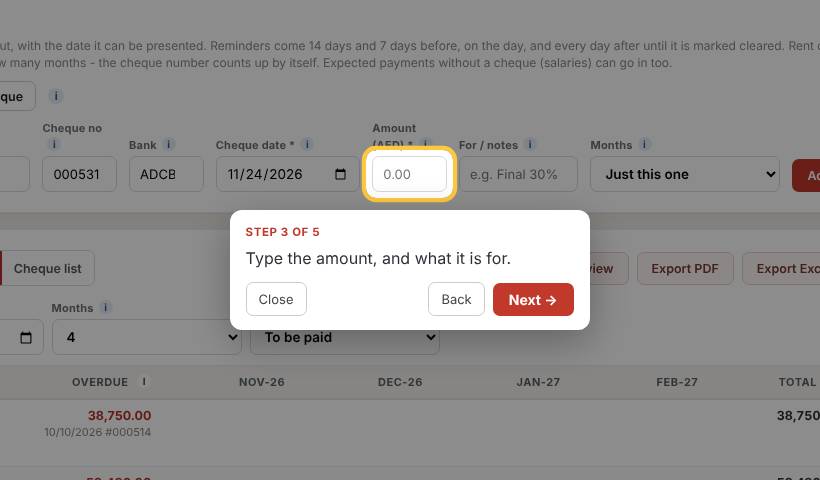 ut, with the date it can be presented. Reminders come 14 days and 7 days before, on the day, and every day after until it is marked cleared. Rent
w many months - the cheque number counts up by itself. Expected payments without a cheque (salaries) can go in too.
que i
Cheque no i
Bank i
Cheque date * i
Amount (AED) * i
For / notes i
Months i
000531
ADCB
11/24/2026
0.00
e.g. Final 30%
Just this one
STEP 3 OF 5
Type the amount, and what it is for.
Close
Back
Next →
Cheque list
Export PDF
Months i
4
To be paid
OVERDUE i
NOV-26
DEC-26
JAN-27
FEB-27
TOTAL
38,750.00
38,750
10/10/2026 #000514